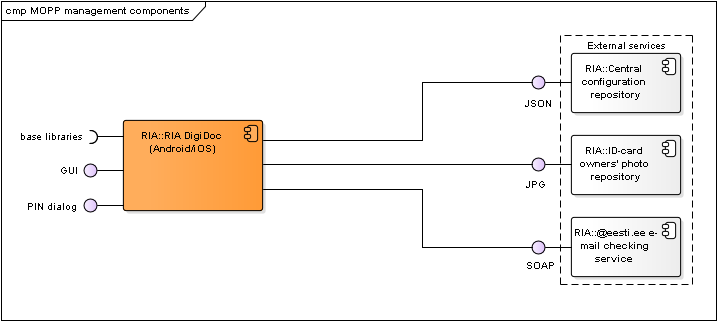 cmp MOPP management components
External services
RIA::Central
configuration
repository
JSON
RIA::RIA DigiDoc
(Android/iOS)
base libraries
GUI
PIN dialog
RIA::ID-card
owners' photo
repository
JPG
RIA::@eesti.ee e-
mail checking
service
SOAP